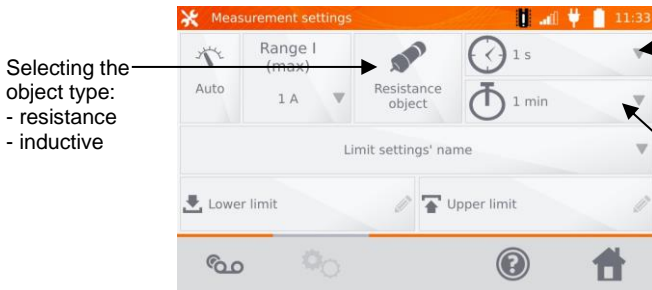 Measurement settings
11:33
Selecting the
object type:
- resistance
- inductive
Auto
Range I
(max)
1 A
Resistance
object
1 s
1 min
Limit settings' name
Lower limit
Upper limit